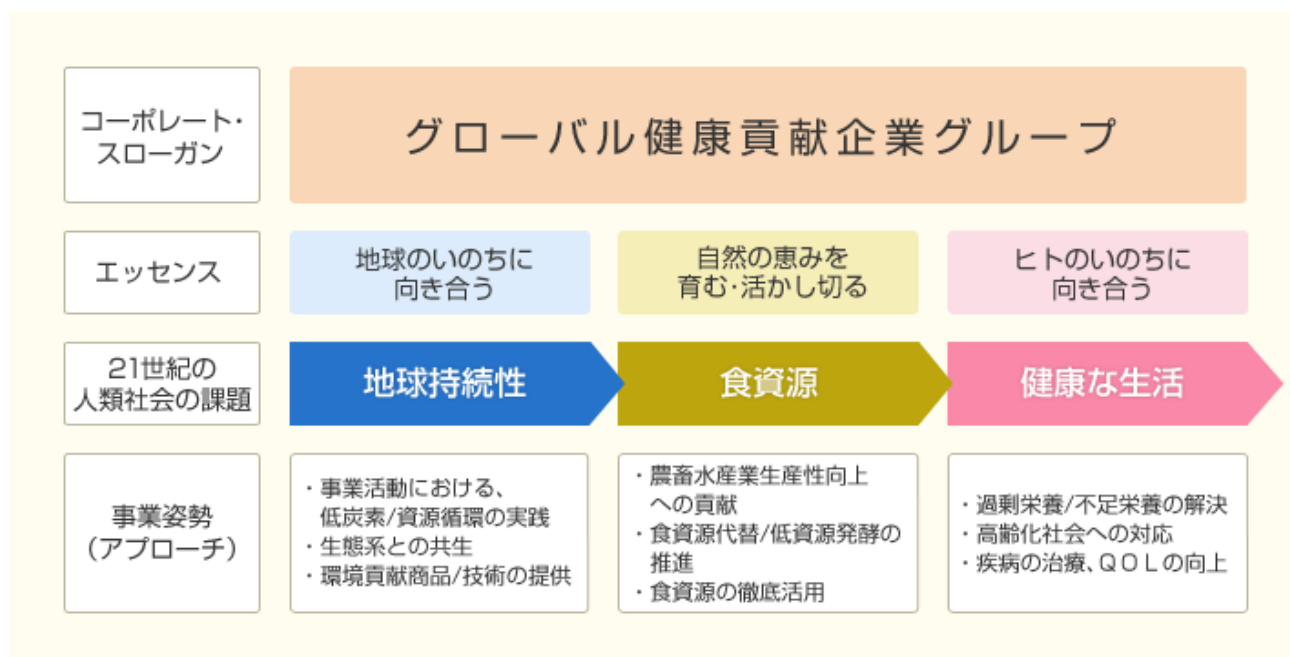 コーポレート・
スローガン
グローバル健康貢献企業グループ
エッセンス
地球のいのちに
向き合う
自然の恵みを
育む・活かし切る
ヒトのいのちに
向き合う
21世紀の
人類社会の課題
地球持続性
食資源
健康な生活
事業姿勢
（アプローチ）
・事業活動における、
低炭素/資源循環の実践
・生態系との共生
・環境貢献商品/技術の提供
・農畜水産業生産性向上
への貢献
・食資源代替/低資源発酵の
推進
・食資源の徹底活用
・過剰栄養/不足栄養の解決
・高齢化社会への対応
・疾病の治療、ＱＯＬの向上